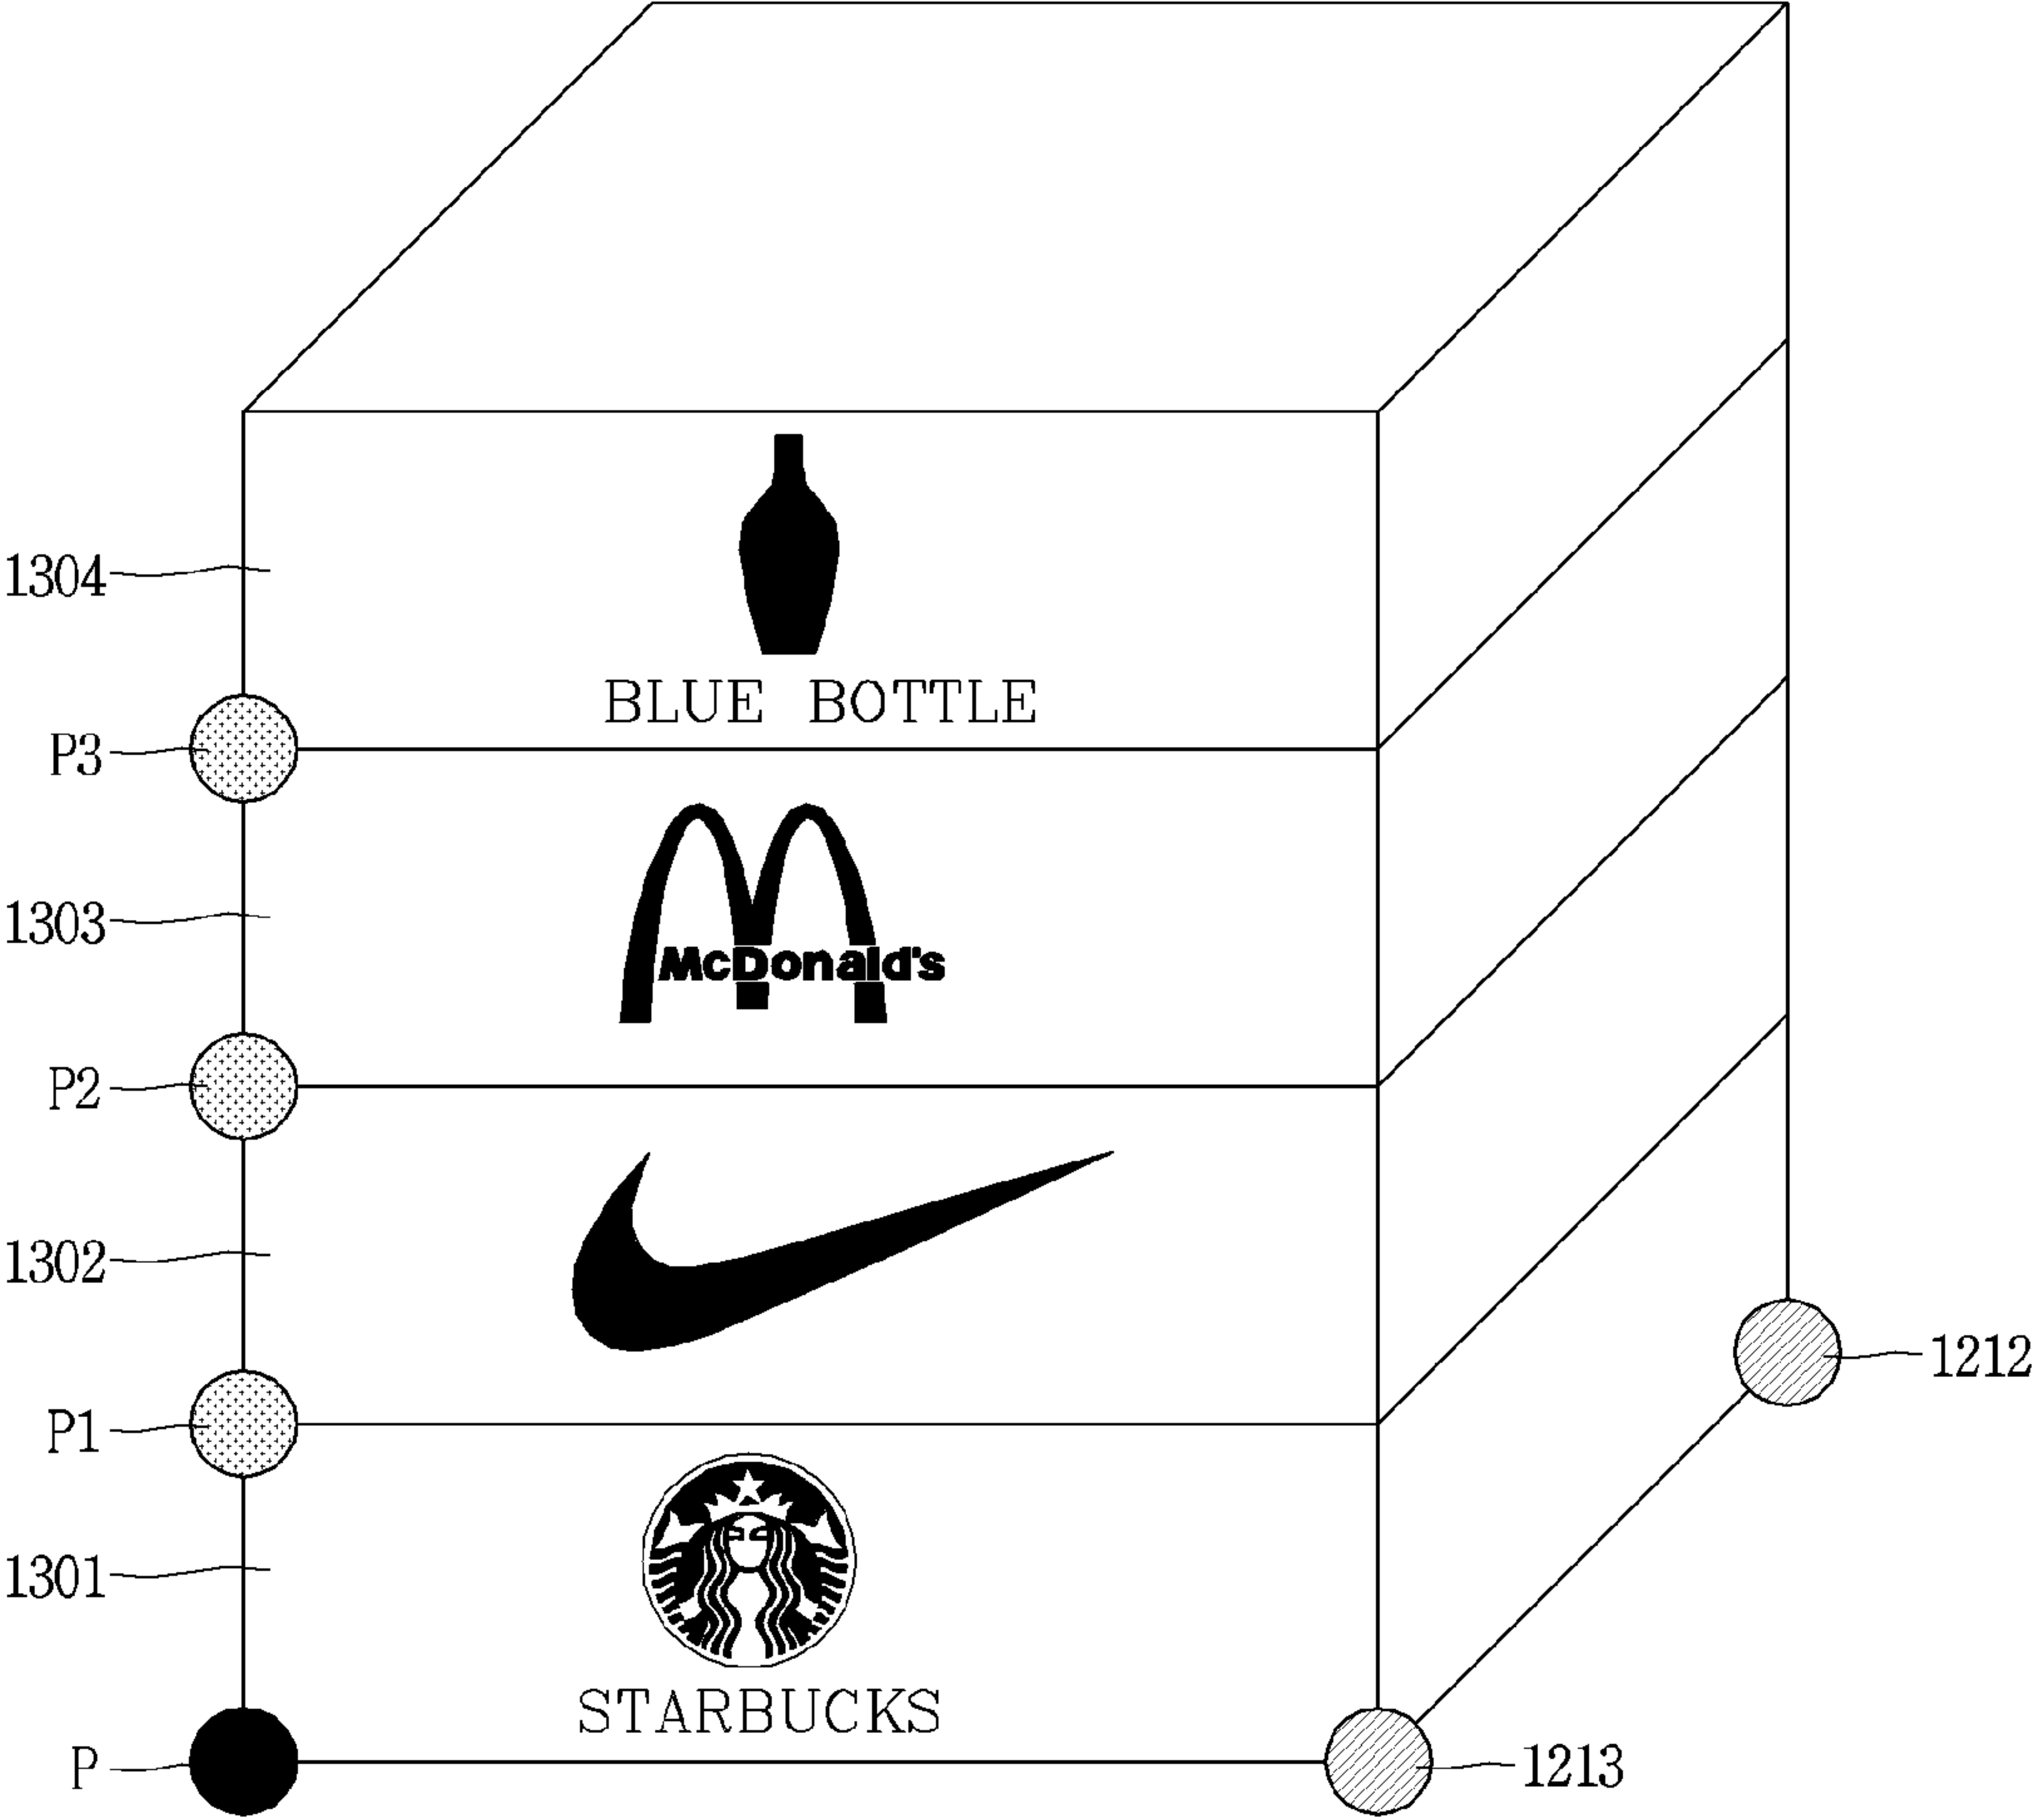 1304
BLUE BOTTLE
P3
1303
McDonald's
P2
1302
1212
P1
1301
STARBUCKS
P
1213